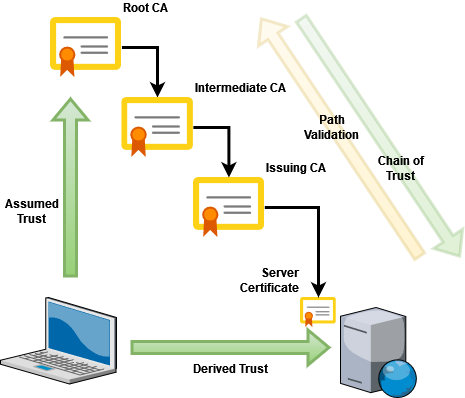 Root CA
Intermediate CA
Path
Validation
Chain of
Trust
Issuing CA
Assumed
Trust
Server
Certificate
Derived Trust